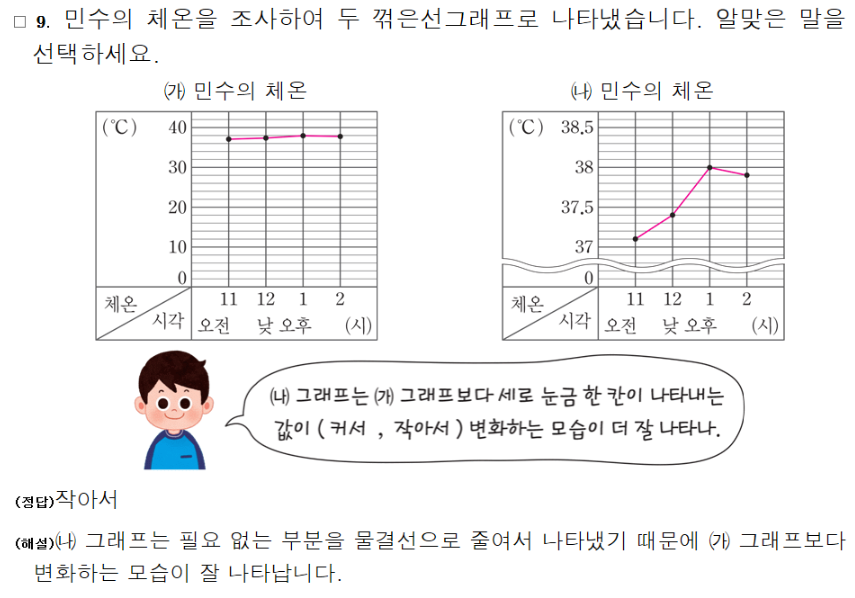 □ 9. 민수의 체온을 조사하여 두 꺾은선그래프로 나타냈습니다. 알맞은 말을
선택하세요.
㈎ 민수의 체온
(℃) 40
30
20
10
0
체온
시각
11 12 1 2
오전 낮 오후 (시)
㈏ 민수의 체온
(℃) 38.5
38
37.5
37
0
체온
시각
11 12 1 2
오전 낮 오후 (시)
㈏ 그래프는 ㈎ 그래프보다 세로 눈금 한 칸이 나타내는
값이 ( 커서 , 작아서 ) 변화하는 모습이 더 잘 나타나.
(정답)작아서
(해설)㈏ 그래프는 필요 없는 부분을 물결선으로 줄여서 나타냈기 때문에 ㈎ 그래프보다
변화하는 모습이 잘 나타납니다.